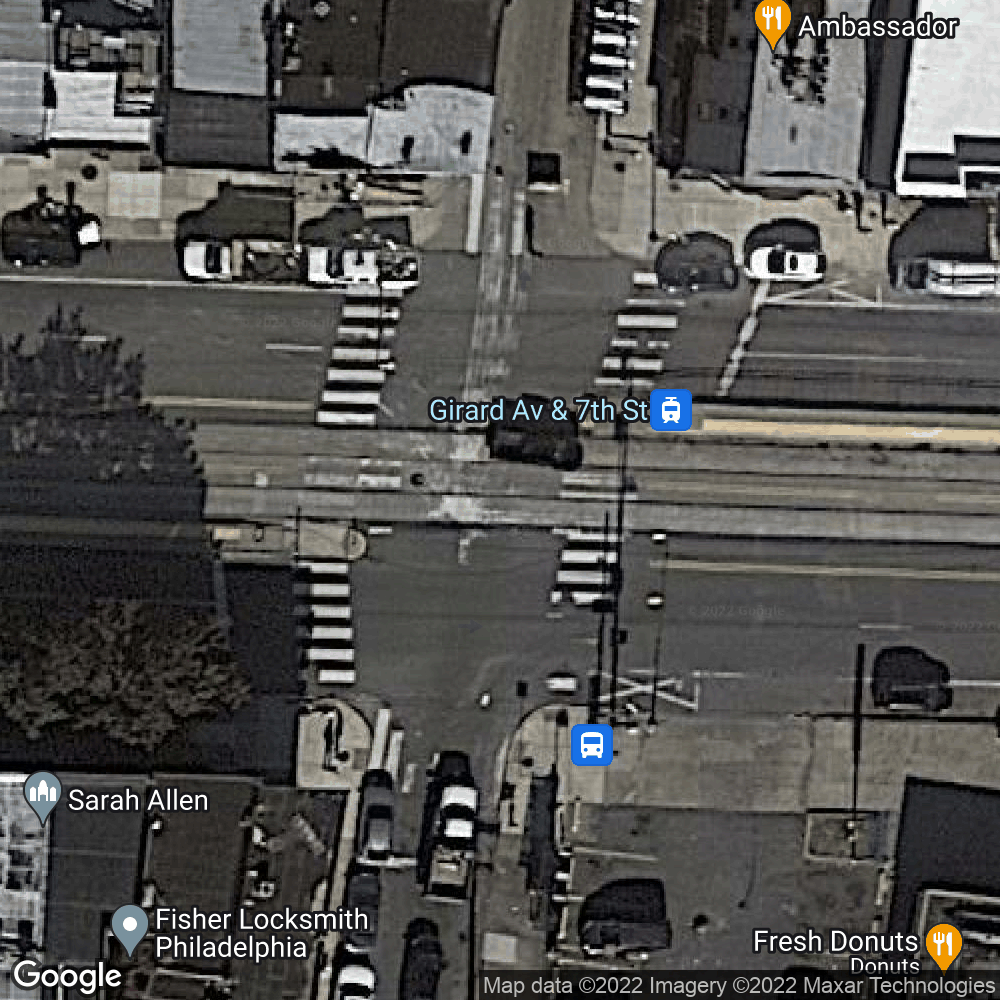 Ambassador
Girard Av & 7th St
© 2022 Google
Sarah Allen
Fisher Locksmith
Philadelphia
Fresh Donuts
Donuts
Google
Map data ©2022 Imagery ©2022 Maxar Technologies